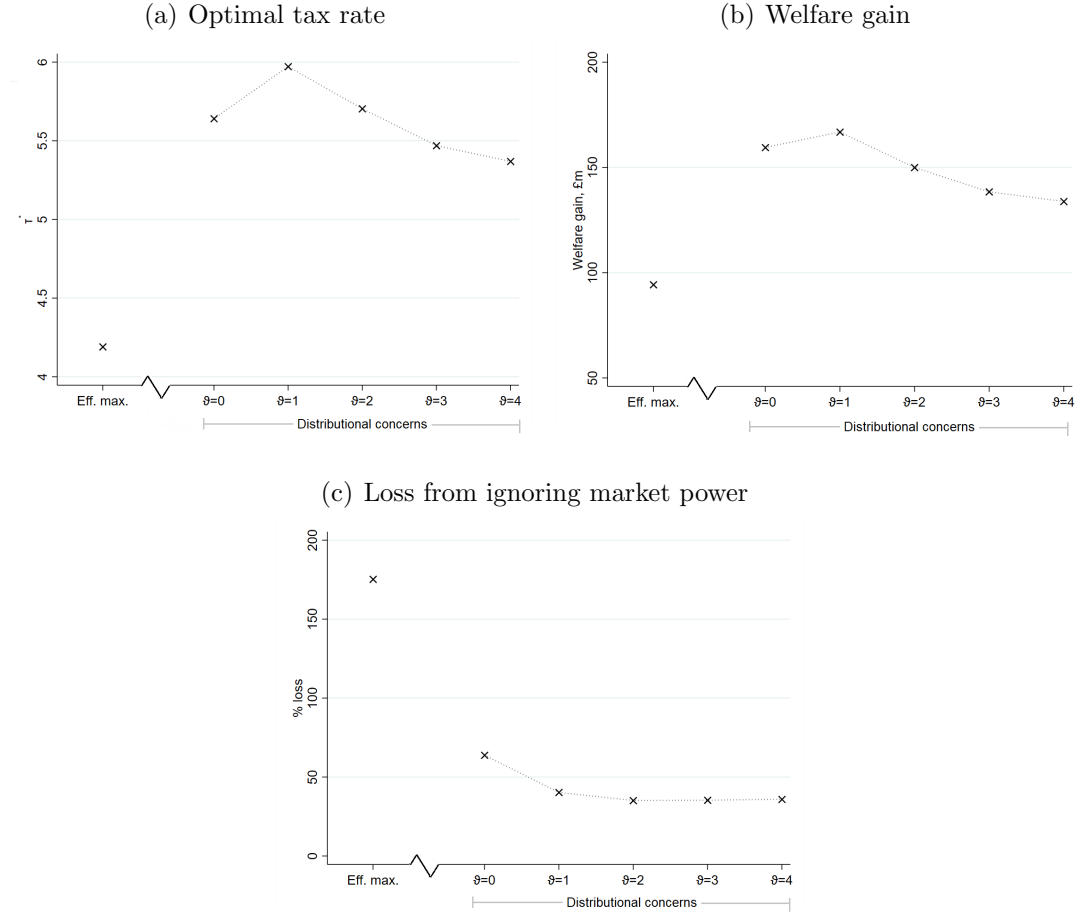 (a) Optimal tax rate
6
5.5
5
4.5
4
τ*
Eff. max.
ϑ=0
ϑ=1
ϑ=2
ϑ=3
ϑ=4
Distributional concerns
(b) Welfare gain
200
150
100
50
Welfare gain, £m
Eff. max.
ϑ=0
ϑ=1
ϑ=2
ϑ=3
ϑ=4
Distributional concerns
(c) Loss from ignoring market power
200
150
100
50
0
% loss
Eff. max.
ϑ=0
ϑ=1
ϑ=2
ϑ=3
ϑ=4
Distributional concerns